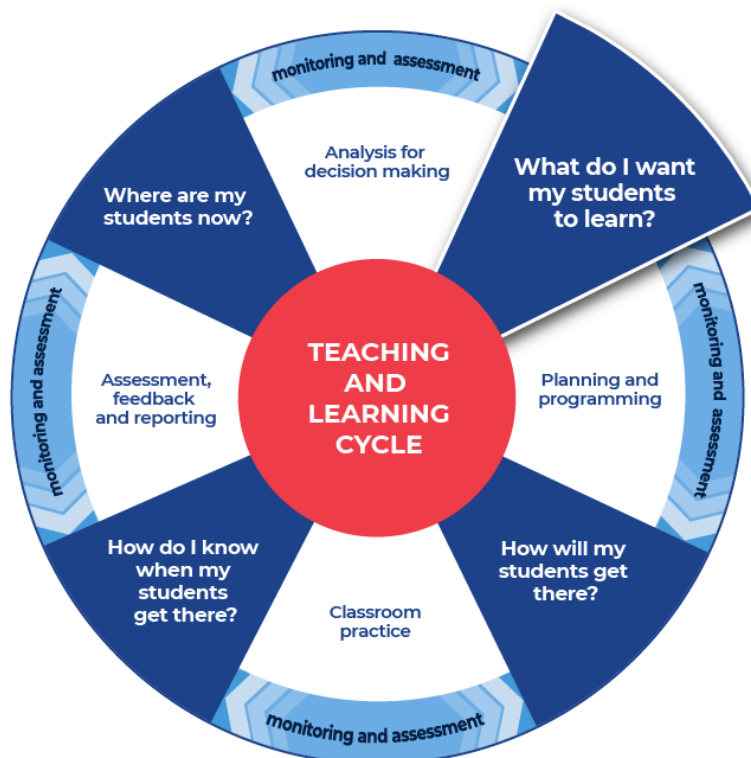 monitoring and assessment
Analysis for
decision making
What do I want
my students
to learn?
Where are my
students now?
monitoring and assessment
monitoring and assessment
TEACHING
AND
LEARNING
CYCLE
Assessment,
feedback
and reporting
Planning and
programming
How do I know
when my
students
get there?
How will my
students get
there?
Classroom
practice
monitoring and assessment